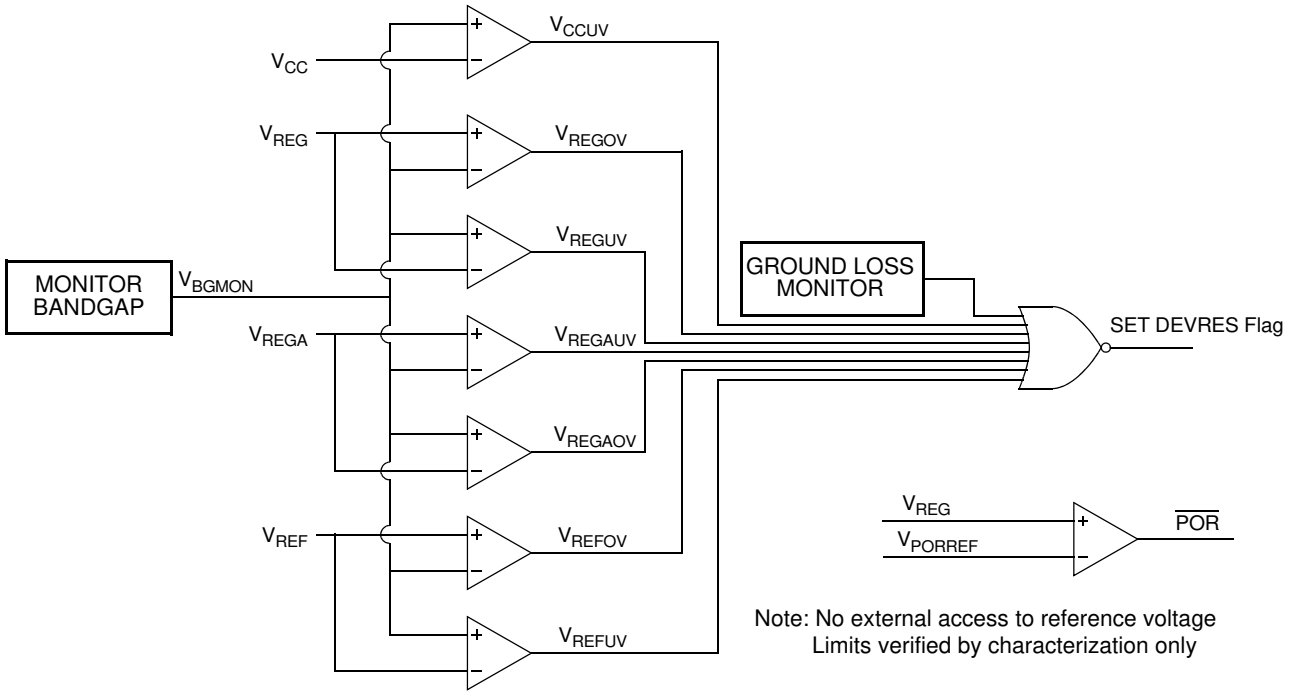 V_CCUV
+
−
V_CC
V_REG
+
V_REGOV
−
+
V_REGUV
−
MONITOR
BANDGAP
V_BGMON
GROUND LOSS
MONITOR
V_REGA
+
V_REGAUV
−
SET DEVRES Flag
+
V_REGAOV
−
V_REF
+
V_REFOV
−
+
V_REFUV
−
V_REG
+
V_PORREF
−
P̅O̅R̅
Note: No external access to reference voltage
Limits verified by characterization only